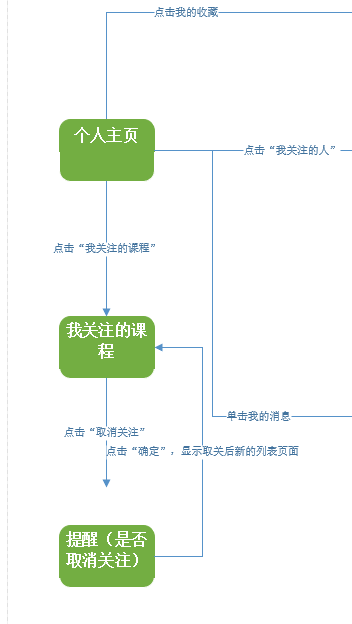 点击我的收藏
个人主页
点击“我关注的人”
点击“我关注的课程”
我关注的课
程
单击我的消息
点击“取消关注”
点击“确定”，显示取关后新的列表页面
提醒（是否
取消关注）